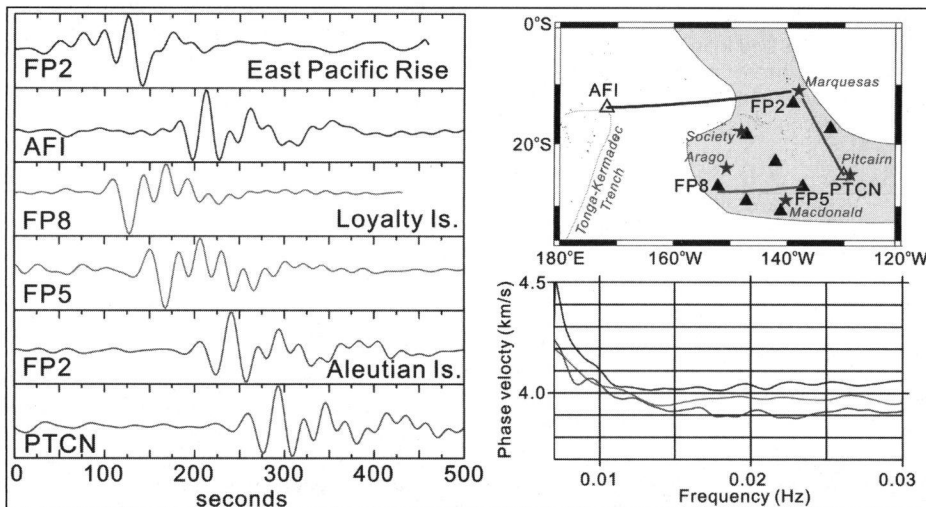 FP2 East Pacific Rise
AFI
FP8 Loyalty Is.
FP5
FP2 Aleutian Is.
PTCN
0 100 200 300 400 500
seconds
0°S
20°S
AFI
Marquesas
FP2
Society
Pitcairn
Arago
PTCN
FP8
FP5
Macdonald
Tonga-Kermadec
Trench
180°E 160°W 140°W 120°W
4.5
4.0
Phase velocty (km/s)
0.01 0.02 0.03
Frequency (Hz)